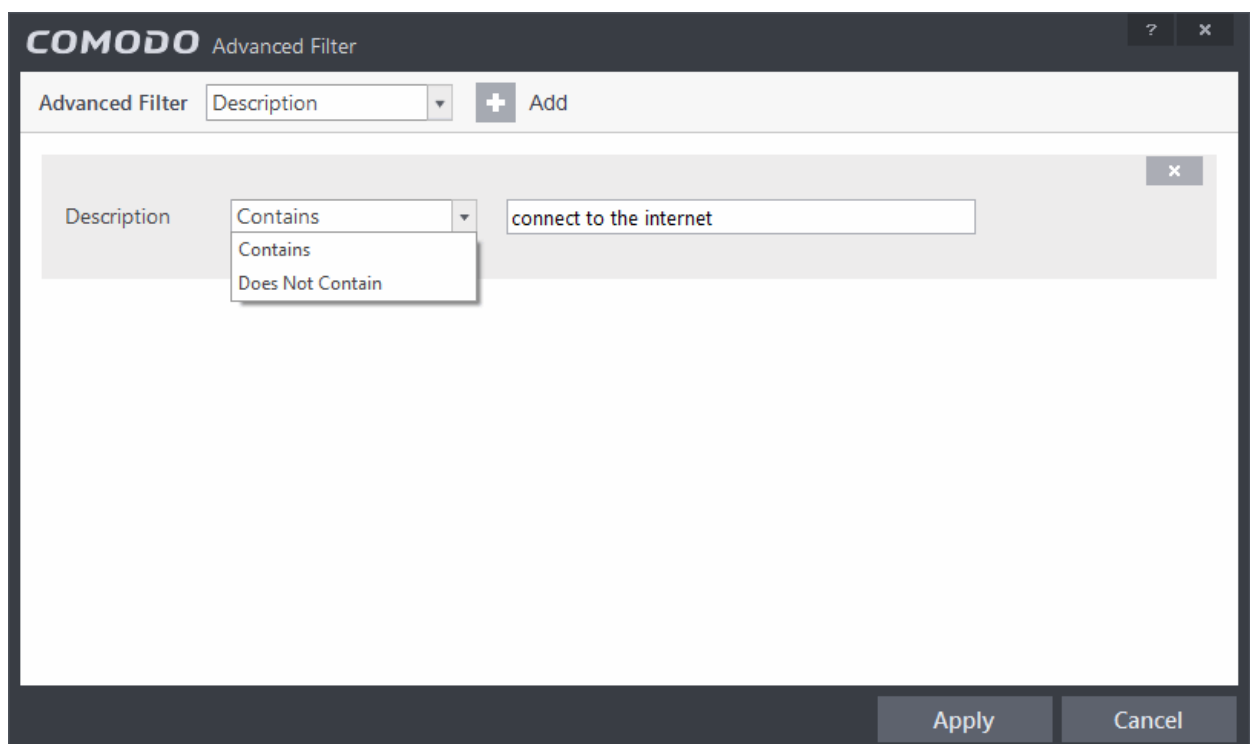 COMODO Advanced Filter ? ×
Advanced Filter Description Add
Description Contains connect to the internet
Contains
Does Not Contain
Apply Cancel